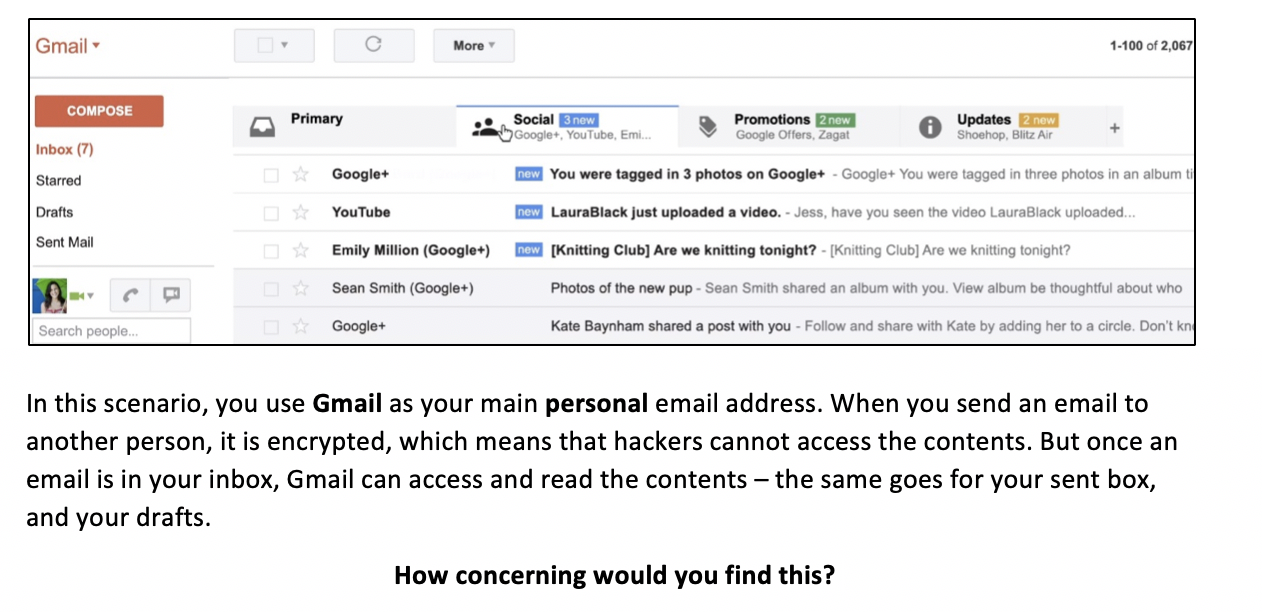 Gmail
More
1-100 of 2,067
COMPOSE
Primary
Social 3 new
Google+, YouTube, Emi...
Promotions 2 new
Google Offers, Zagat
Updates 2 new
Shoehop, Blitz Air
+
Inbox (7)
Starred
Drafts
Sent Mail
Search people...
Google+ new You were tagged in 3 photos on Google+ - Google+ You were tagged in three photos in an album ti
YouTube new LauraBlack just uploaded a video. - Jess, have you seen the video LauraBlack uploaded...
Emily Million (Google+) new [Knitting Club] Are we knitting tonight? - [Knitting Club] Are we knitting tonight?
Sean Smith (Google+) Photos of the new pup - Sean Smith shared an album with you. View album be thoughtful about who
Google+ Kate Baynham shared a post with you - Follow and share with Kate by adding her to a circle. Don't kn
In this scenario, you use Gmail as your main personal email address. When you send an email to
another person, it is encrypted, which means that hackers cannot access the contents. But once an
email is in your inbox, Gmail can access and read the contents – the same goes for your sent box,
and your drafts.
How concerning would you find this?